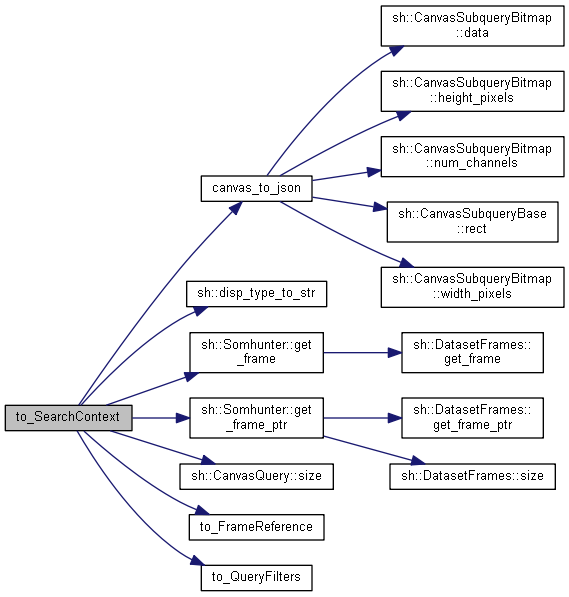 sh::CanvasSubqueryBitmap
::data
sh::CanvasSubqueryBitmap
::height_pixels
sh::CanvasSubqueryBitmap
::num_channels
canvas_to_json
sh::CanvasSubqueryBase
::rect
sh::CanvasSubqueryBitmap
::width_pixels
sh::disp_type_to_str
sh::Somhunter::get
_frame
sh::DatasetFrames::
get_frame
to_SearchContext
sh::Somhunter::get
_frame_ptr
sh::DatasetFrames::
get_frame_ptr
sh::CanvasQuery::size
sh::DatasetFrames::size
to_FrameReference
to_QueryFilters